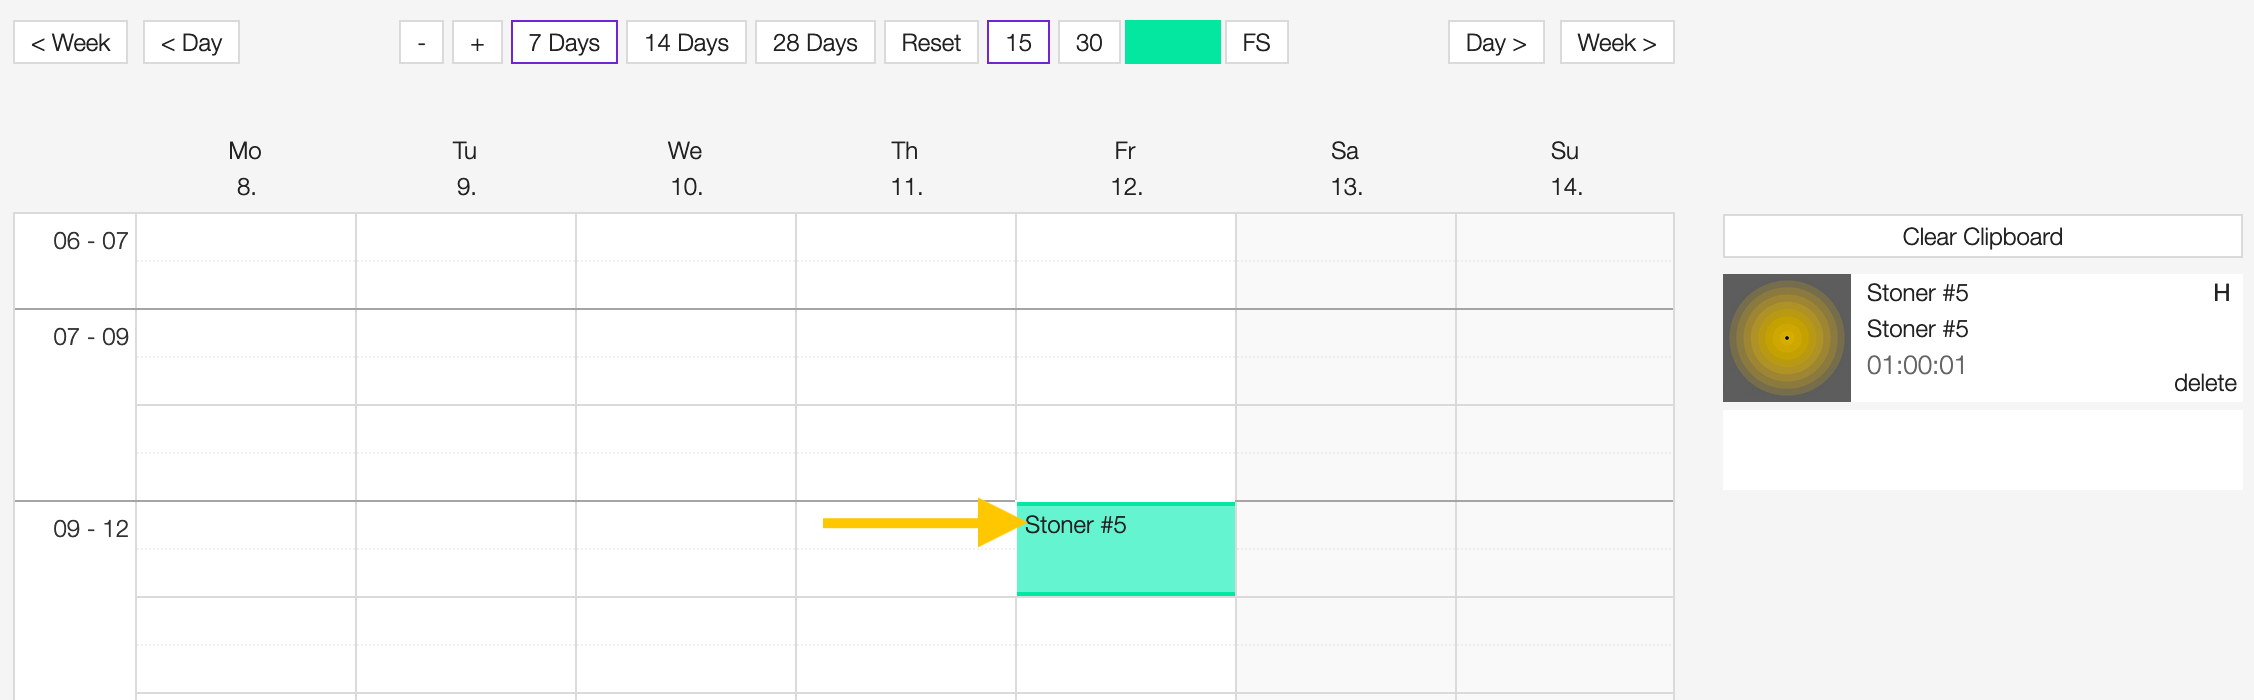 < Week < Day - + 7 Days 14 Days 28 Days Reset 15 30 FS Day > Week >
Mo Tu We Th Fr Sa Su
8. 9. 10. 11. 12. 13. 14.
06 - 07
07 - 09
09 - 12
Stoner #5
Clear Clipboard
Stoner #5 H
Stoner #5
01:00:01
delete